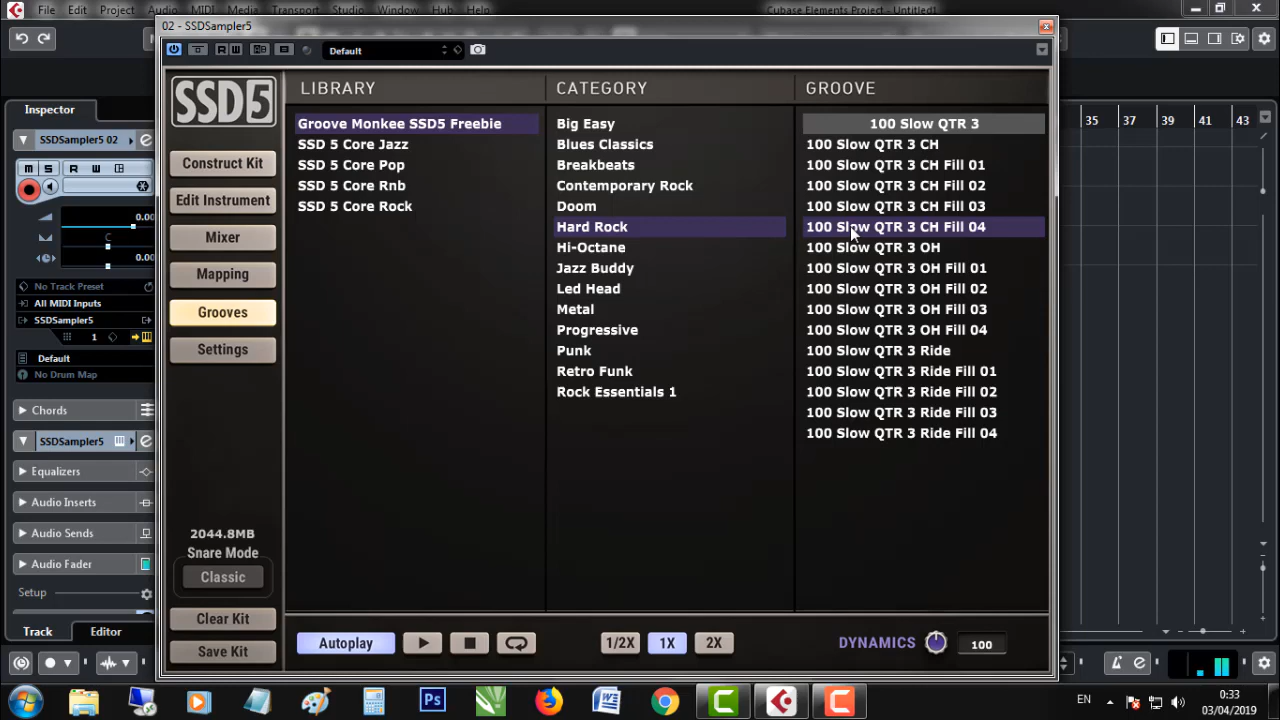 File Edit Project Audio MIDI Media Transport Studio Window Hub Help
Cubase Elements Project - Untitled1
02 - SSDSampler5
R W
Default
Inspector
SSD5
LIBRARY
CATEGORY
GROOVE
35 37 39 41 43
SSDSampler5 02
M S R W
0.00
C
0.00
No Track Preset
All MIDI Inputs
SSDSampler5
1
Default
No Drum Map
Chords
SSDSampler5
Equalizers
Audio Inserts
Audio Sends
Audio Fader
Setup
Track
Editor
Construct Kit
Edit Instrument
Mixer
Mapping
Grooves
Settings
2044.8MB
Snare Mode
Classic
Clear Kit
Save Kit
Groove Monkee SSD5 Freebie
SSD 5 Core Jazz
SSD 5 Core Pop
SSD 5 Core Rnb
SSD 5 Core Rock
Big Easy
Blues Classics
Breakbeats
Contemporary Rock
Doom
Hard Rock
Hi-Octane
Jazz Buddy
Led Head
Metal
Progressive
Punk
Retro Funk
Rock Essentials 1
100 Slow QTR 3
100 Slow QTR 3 CH
100 Slow QTR 3 CH Fill 01
100 Slow QTR 3 CH Fill 02
100 Slow QTR 3 CH Fill 03
100 Slow QTR 3 CH Fill 04
100 Slow QTR 3 OH
100 Slow QTR 3 OH Fill 01
100 Slow QTR 3 OH Fill 02
100 Slow QTR 3 OH Fill 03
100 Slow QTR 3 OH Fill 04
100 Slow QTR 3 Ride
100 Slow QTR 3 Ride Fill 01
100 Slow QTR 3 Ride Fill 02
100 Slow QTR 3 Ride Fill 03
100 Slow QTR 3 Ride Fill 04
Autoplay
1/2X 1X 2X
DYNAMICS 100
Ps
W
C
C
EN
0:33
03/04/2019